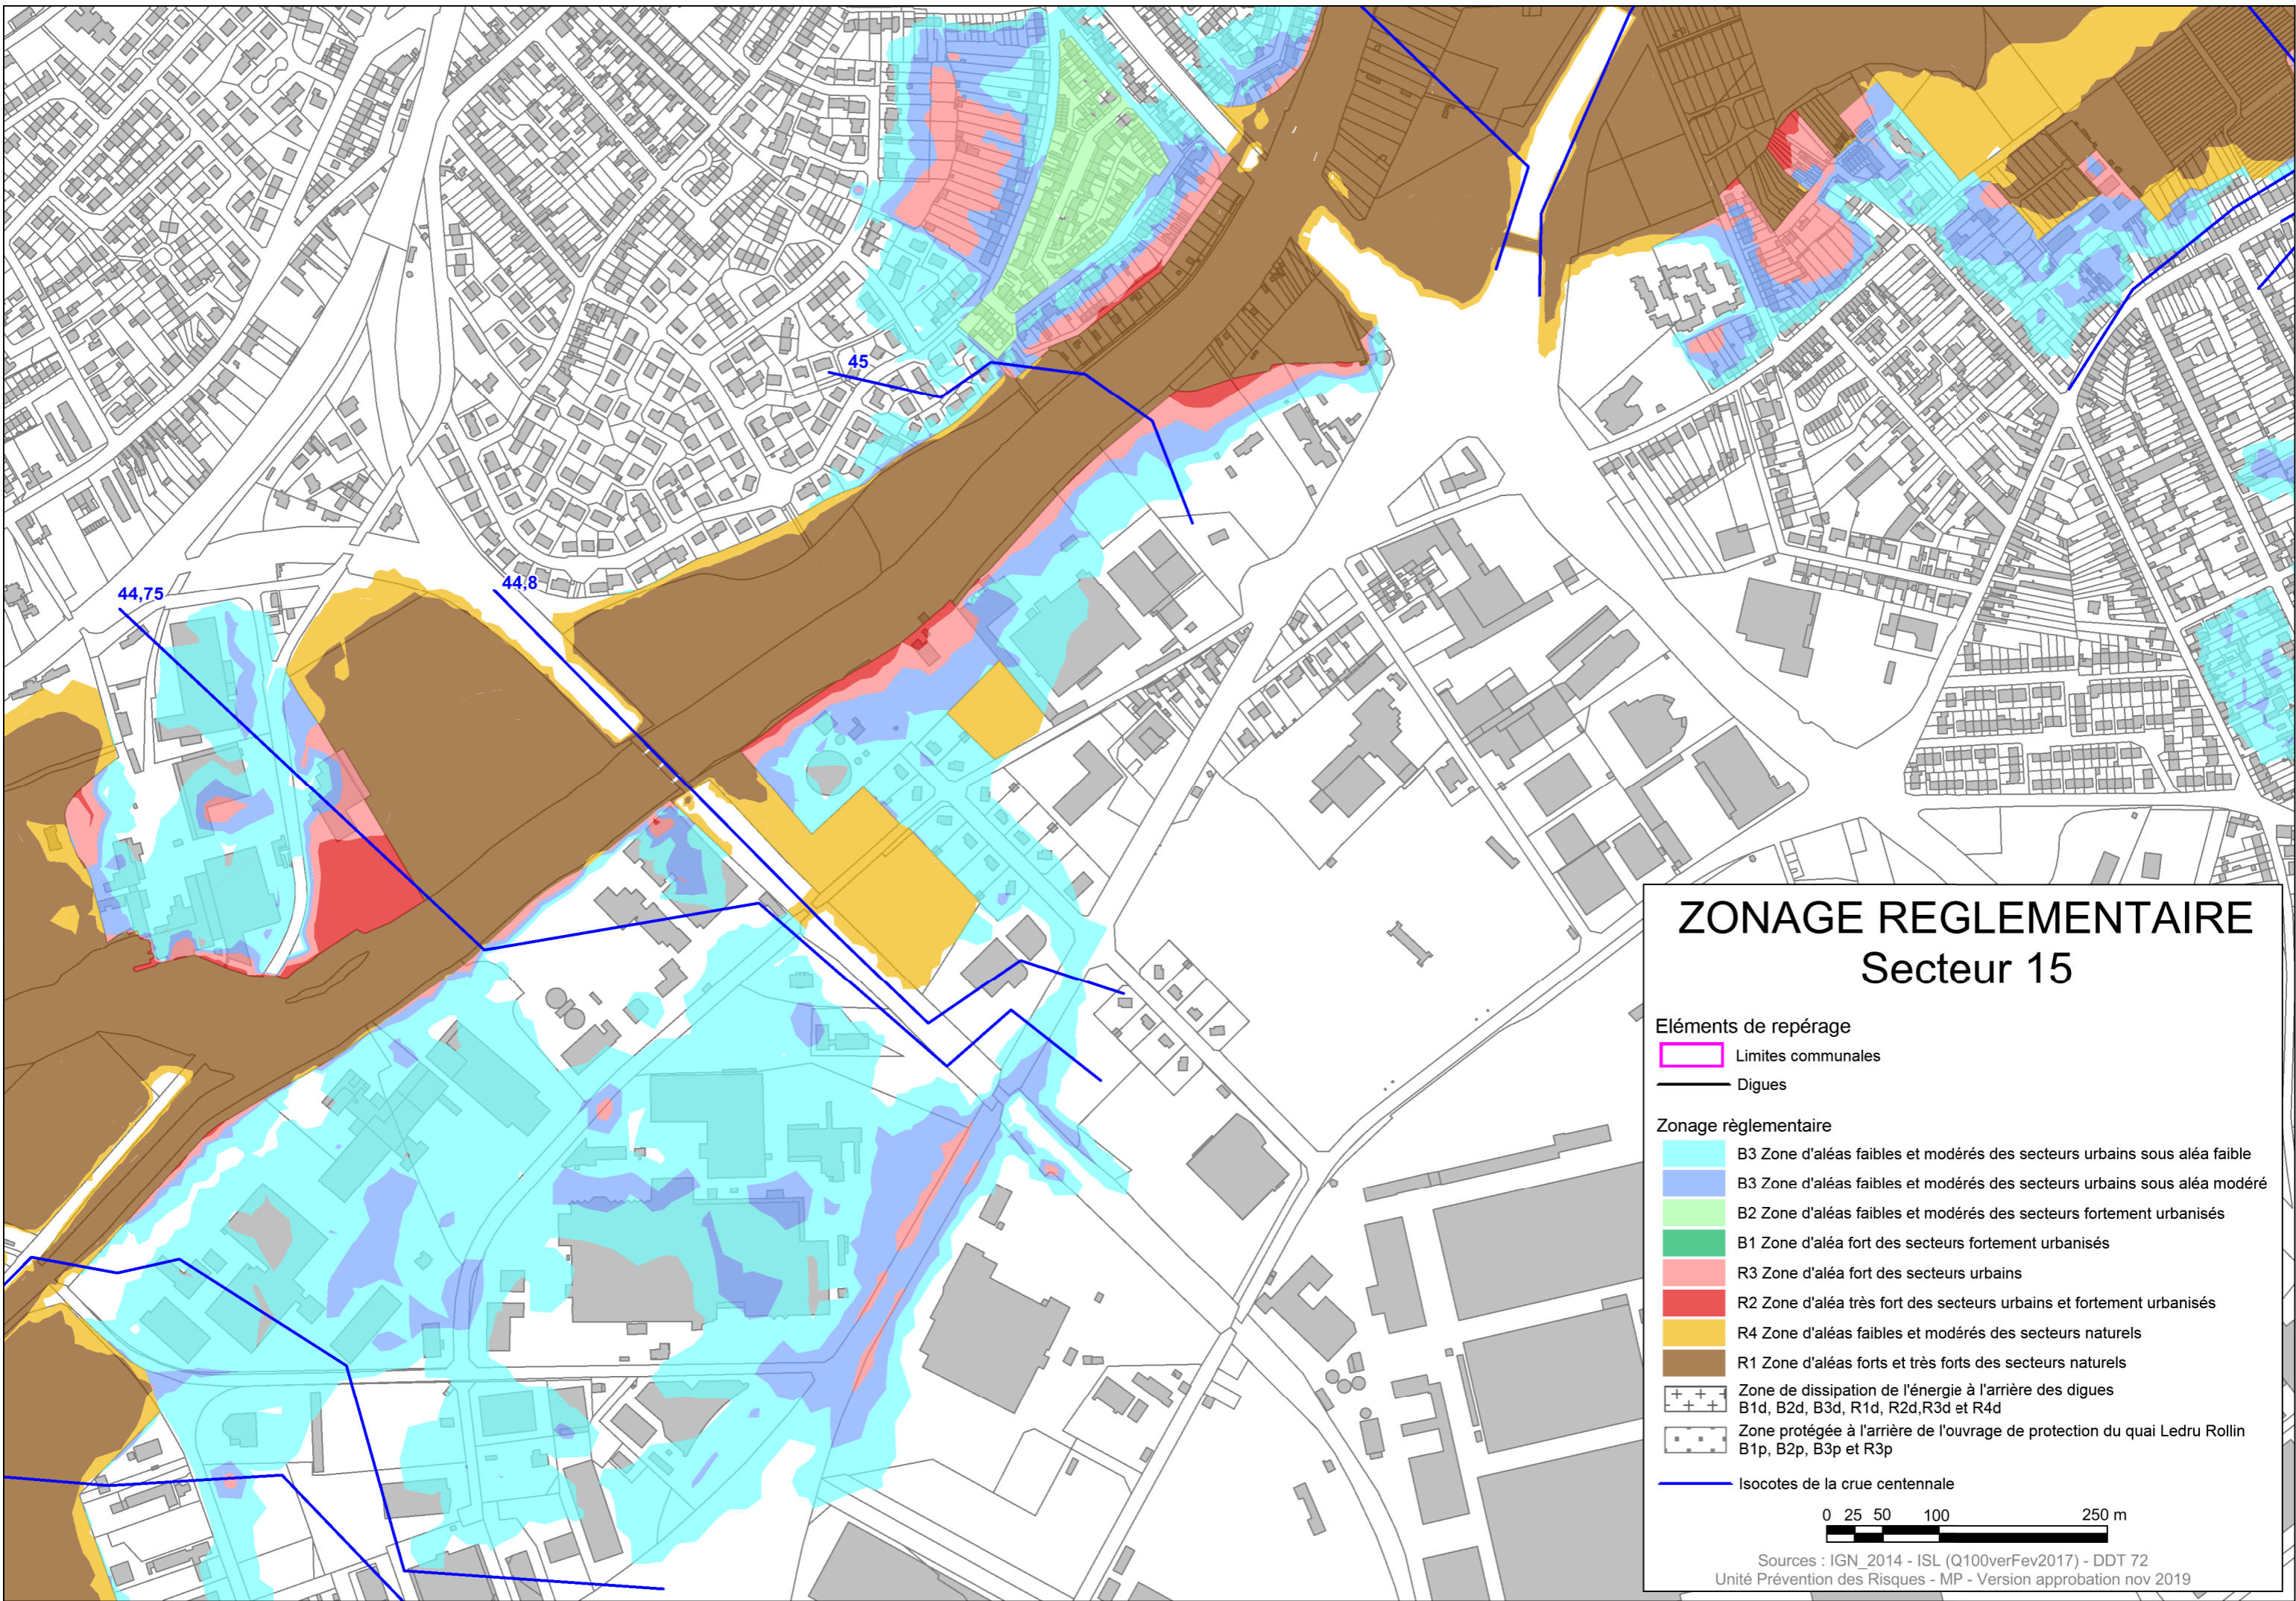 45
44,8
44,75
ZONAGE REGLEMENTAIRE
Secteur 15
Eléments de repérage
Limites communales
Digues
Zonage règlementaire
B3 Zone d'aléas faibles et modérés des secteurs urbains sous aléa faible
B3 Zone d'aléas faibles et modérés des secteurs urbains sous aléa modéré
B2 Zone d'aléas faibles et modérés des secteurs fortement urbanisés
B1 Zone d'aléa fort des secteurs fortement urbanisés
R3 Zone d'aléa fort des secteurs urbains
R2 Zone d'aléa très fort des secteurs urbains et fortement urbanisés
R4 Zone d'aléas faibles et modérés des secteurs naturels
R1 Zone d'aléas forts et très forts des secteurs naturels
Zone de dissipation de l'énergie à l'arrière des digues
B1d, B2d, B3d, R1d, R2d,R3d et R4d
Zone protégée à l'arrière de l'ouvrage de protection du quai Ledru Rollin
B1p, B2p, B3p et R3p
Isocotes de la crue centennale
0 25 50 100 250 m
Sources : IGN_2014 - ISL (Q100verFev2017) - DDT 72
Unité Prévention des Risques - MP - Version approbation nov 2019